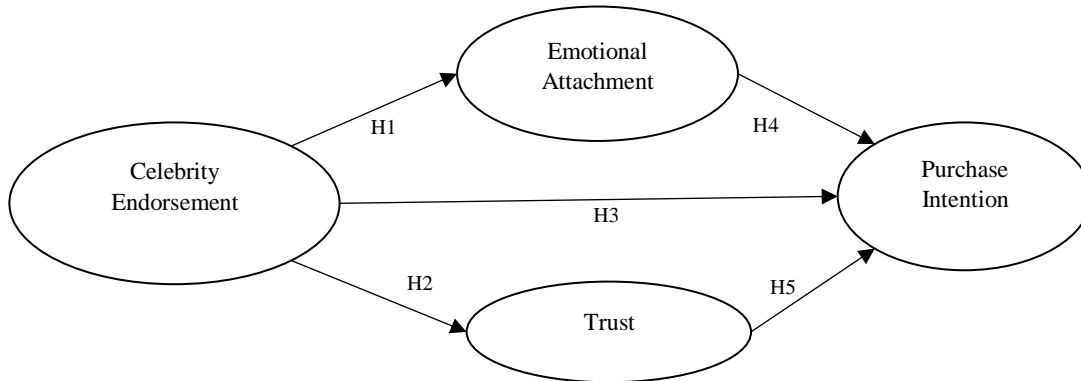 Emotional
Attachment
H1
H4
Celebrity
Endorsement
Purchase
Intention
H3
H2
H5
Trust